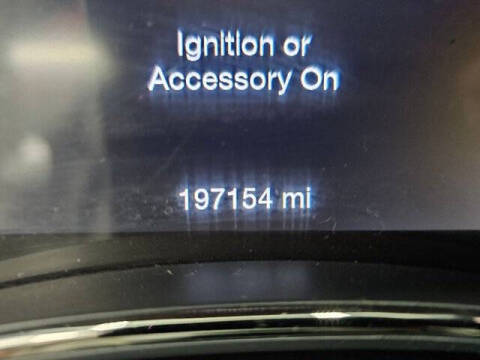 Ignition or
Accessory On
197154 mi